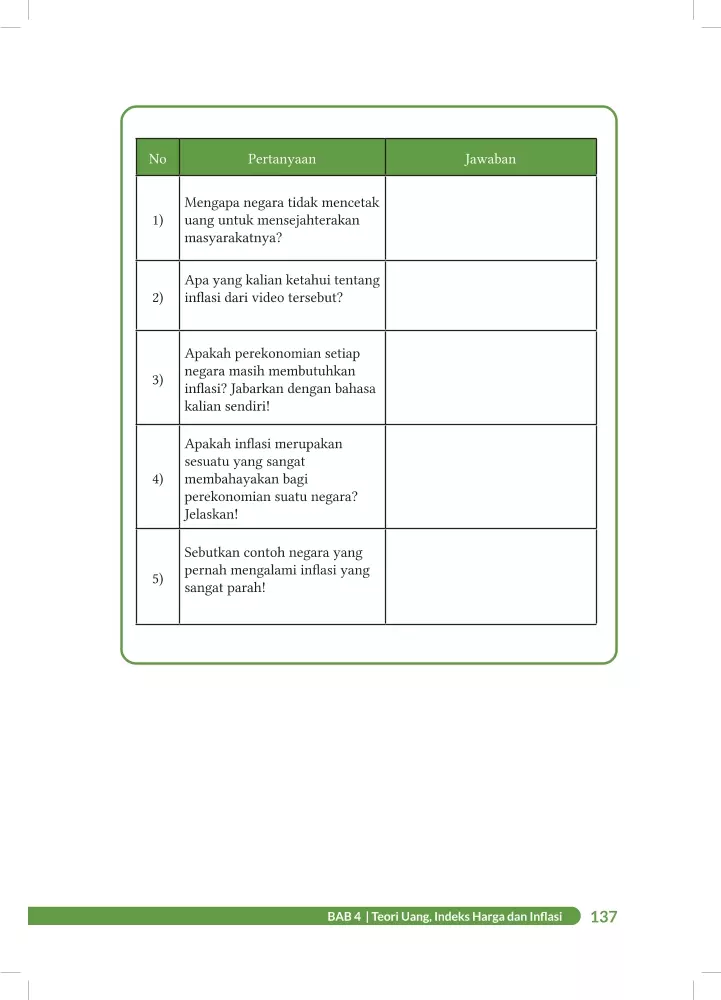 No Pertanyaan Jawaban
1)
Mengapa negara tidak mencetak
uang untuk mensejahterakan
masyarakatnya?
2)
Apa yang kalian ketahui tentang
inflasi dari video tersebut?
3)
Apakah perekonomian setiap
negara masih membutuhkan
inflasi? Jabarkan dengan bahasa
kalian sendiri!
4)
Apakah inflasi merupakan
sesuatu yang sangat
membahayakan bagi
perekonomian suatu negara?
Jelaskan!
5)
Sebutkan contoh negara yang
pernah mengalami inflasi yang
sangat parah!
BAB 4 | Teori Uang, Indeks Harga dan Inflasi 137